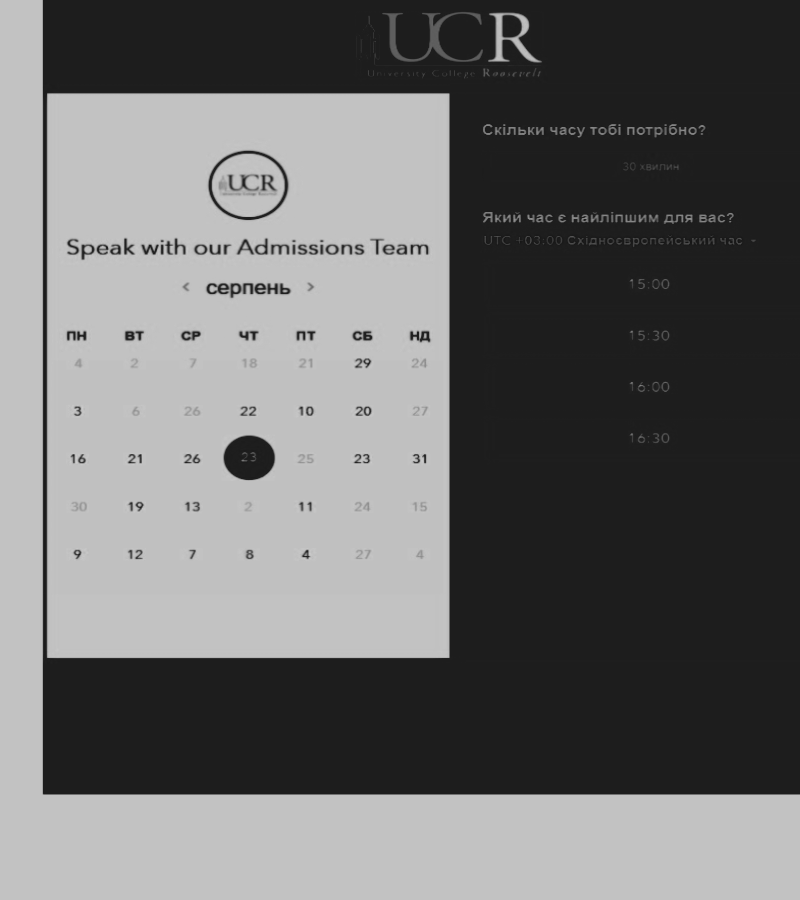 UCR
University College Roosevelt
UCR
Speak with our Admissions Team
< серпень >
ПН ВТ СР ЧТ ПТ СБ НД
4 2 7 18 21 29 24
3 6 26 22 10 20 27
16 21 26 23 25 23 31
30 19 13 2 11 24 15
9 12 7 8 4 27 4
Скільки часу тобі потрібно?
30 хвилин
Який час є найліпшим для вас?
UTC +03:00 Східноєвропейський час
15:00
15:30
16:00
16:30